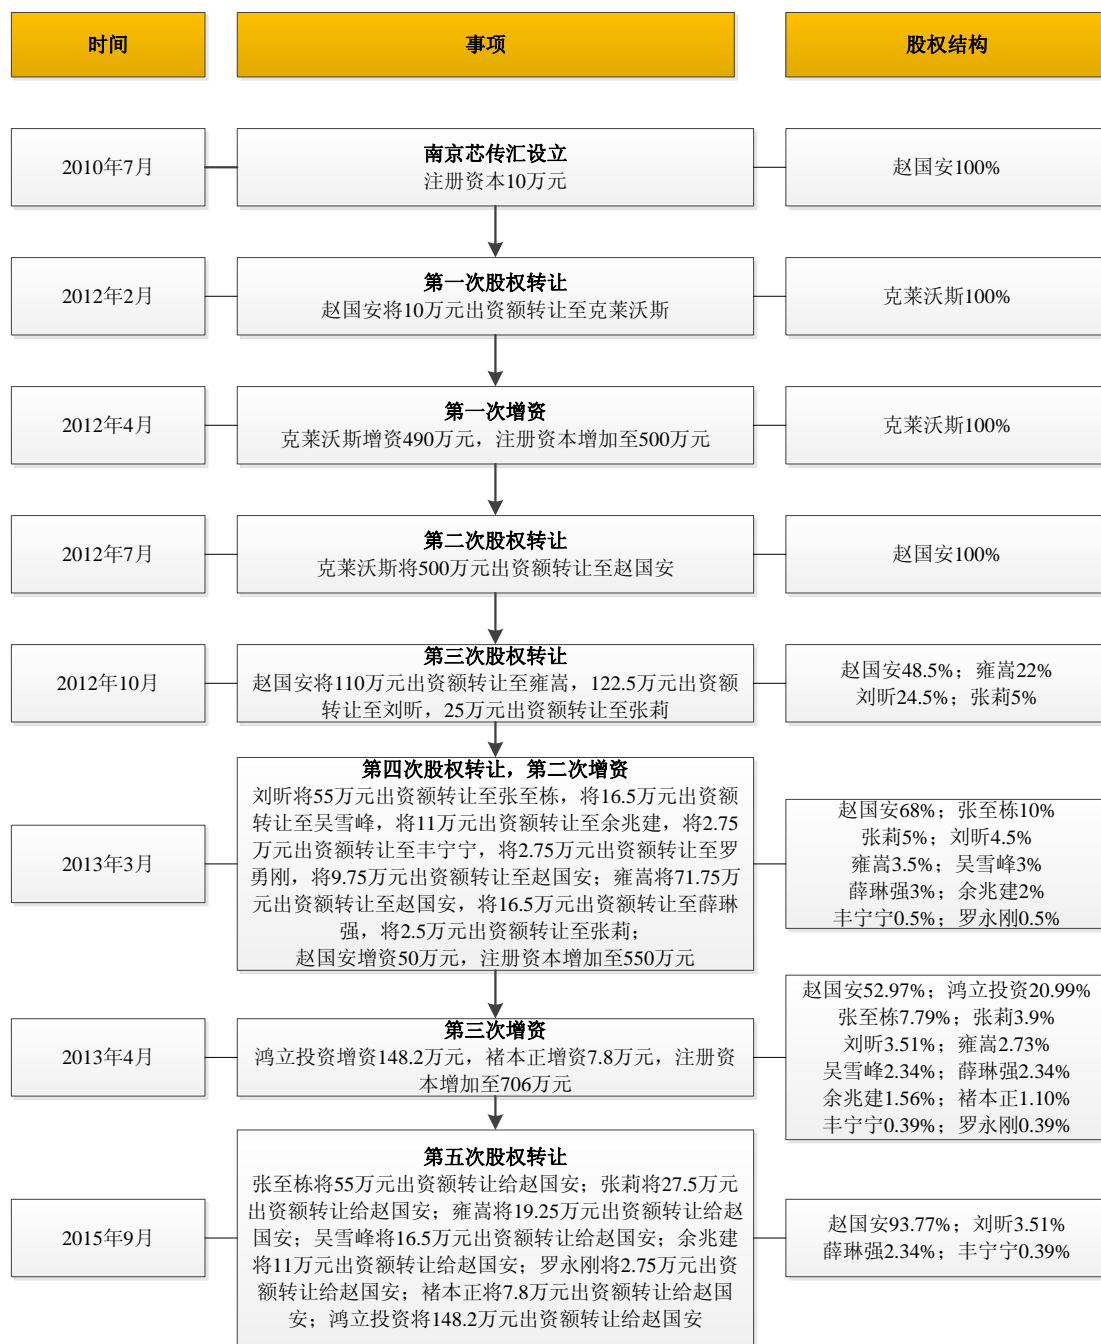 时间
事项
股权结构
2010年7月
南京芯传汇设立
注册资本10万元
赵国安100%
2012年2月
第一次股权转让
赵国安将10万元出资额转让至克莱沃斯
克莱沃斯100%
2012年4月
第一次增资
克莱沃斯增资490万元，注册资本增加至500万元
克莱沃斯100%
2012年7月
第二次股权转让
克莱沃斯将500万元出资额转让至赵国安
赵国安100%
2012年10月
第三次股权转让
赵国安将110万元出资额转让至雍嵩，122.5万元出资额
转让至刘昕，25万元出资额转让至张莉
赵国安48.5%；雍嵩22%
刘昕24.5%；张莉5%
2013年3月
第四次股权转让，第二次增资
刘昕将55万元出资额转让至张至栋，将16.5万元出资额
转让至吴雪峰，将11万元出资额转让至余兆建，将2.75
万元出资额转让至丰宁宁，将2.75万元出资额转让至罗
勇刚，将9.75万元出资额转让至赵国安；雍嵩将71.75万
元出资额转让至赵国安，将16.5万元出资额转让至薛琳
强，将2.5万元出资额转让至张莉；
赵国安增资50万元，注册资本增加至550万元
赵国安68%；张至栋10%
张莉5%；刘昕4.5%
雍嵩3.5%；吴雪峰3%
薛琳强3%；余兆建2%
丰宁宁0.5%；罗永刚0.5%
2013年4月
第三次增资
鸿立投资增资148.2万元，褚本正增资7.8万元，注册资
本增加至706万元
赵国安52.97%；鸿立投资20.99%
张至栋7.79%；张莉3.9%
刘昕3.51%；雍嵩2.73%
吴雪峰2.34%；薛琳强2.34%
余兆建1.56%；褚本正1.10%
丰宁宁0.39%；罗永刚0.39%
2015年9月
第五次股权转让
张至栋将55万元出资额转让给赵国安；张莉将27.5万元
出资额转让给赵国安；雍嵩将19.25万元出资额转让给赵
国安；吴雪峰将16.5万元转让给赵国安；余兆建
将11万元出资额转让给赵国安；罗永刚将2.75万元出资
额转让给赵国安；褚本正将7.8万元出资额转让给赵国
安；鸿立投资将148.2万元出资额转让给赵国安
赵国安93.77%；刘昕3.51%
薛琳强2.34%；丰宁宁0.39%